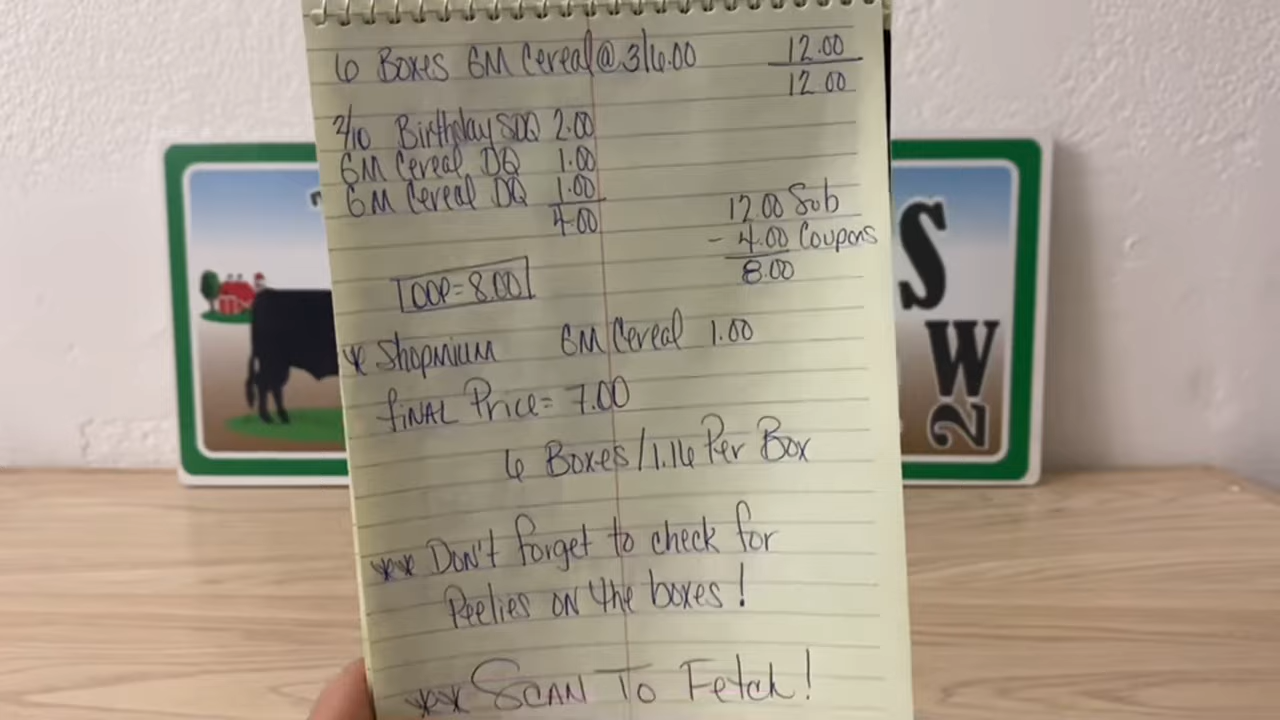 6 Boxes GM Cereal @ 3/6.00 12.00
12.00
2/10 Birthday SDQ 2.00
GM Cereal DQ 1.00
GM Cereal DQ 1.00
4.00
12.00 Sub
- 4.00 Coupons
8.00
TOOP = 8.00
* Shopmium GM Cereal 1.00
Final Price = 7.00
6 Boxes / 1.16 Per Box
** Don't forget to check for
Peelies on the boxes!
** Scan To Fetch!
S
W
2